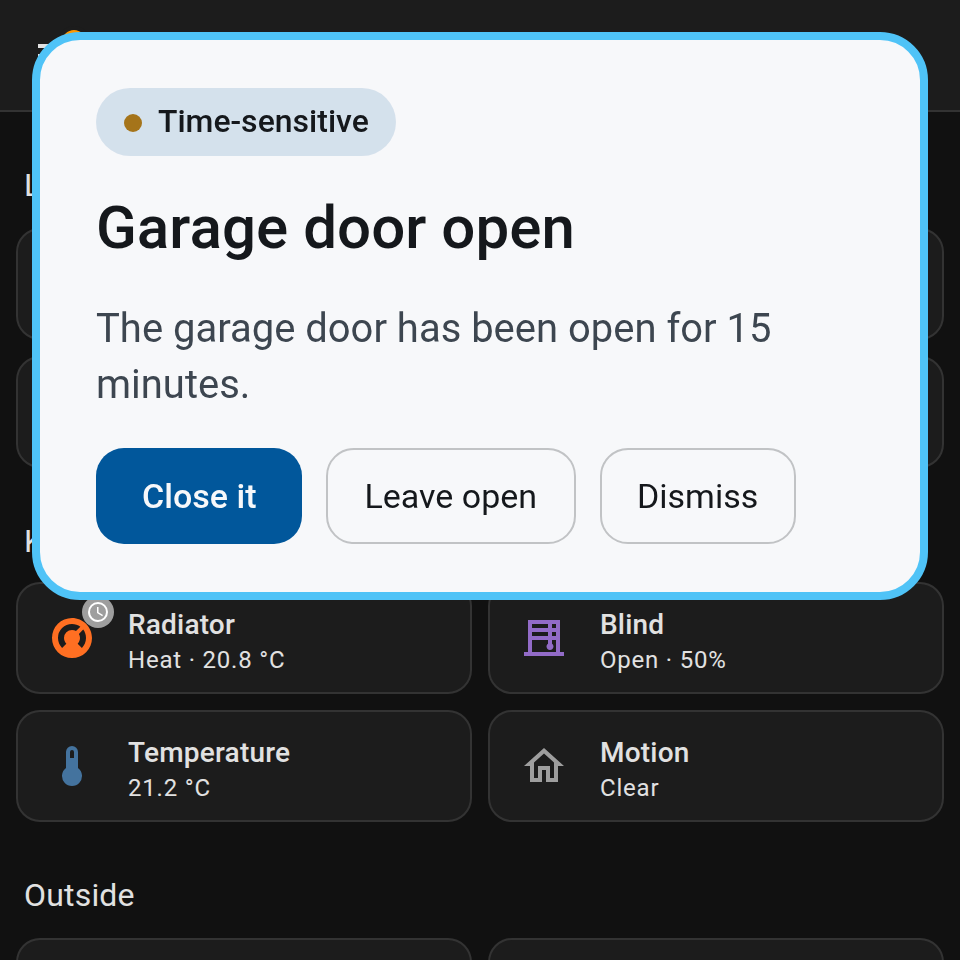 Time-sensitive
Garage door open
The garage door has been open for 15
minutes.
Close it
Leave open
Dismiss
Radiator
Heat · 20.8 °C
Blind
Open · 50%
Temperature
21.2 °C
Motion
Clear
Outside